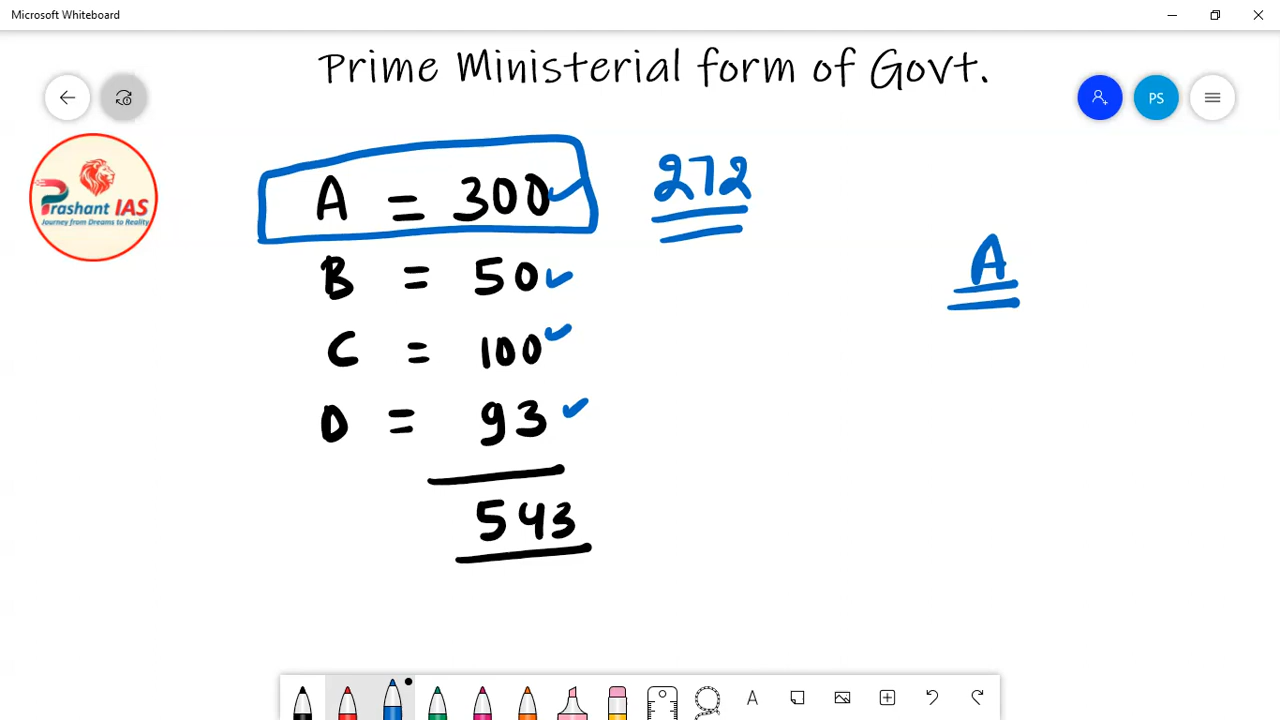 Microsoft Whiteboard
Prime Ministerial form of Govt.
PS
Prashant IAS
Journey from Dreams to Reality
A = 300
272
B = 50
A
C = 100
D = 93
543
A